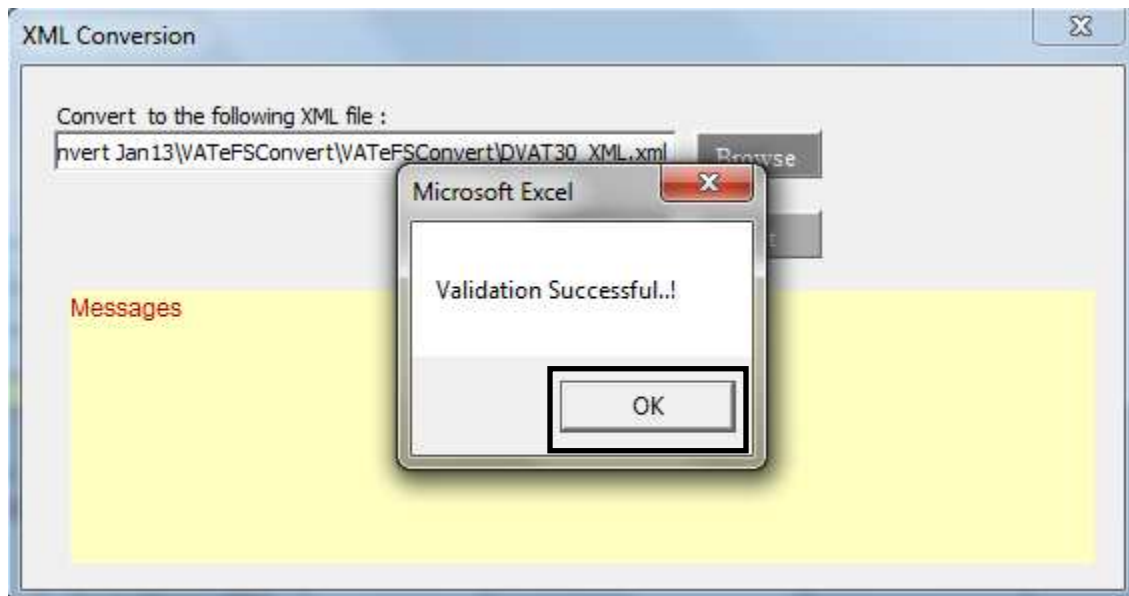 XML Conversion
Convert to the following XML file :
nvert Jan13\VATeFSConvert\VATeFSConvert\DVAT30_XML.xml
Browse
Microsoft Excel
Validation Successful..!
Messages
OK